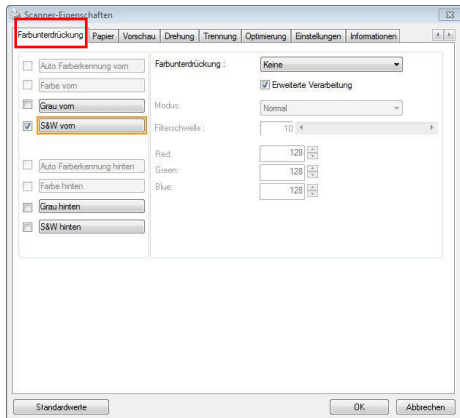 Scanner-Eigenschaften
Farbunterdrückung Papier Vorschau Drehung Trennung Optimierung Einstellungen Informationen
Auto Farberkennung vorn
Farbe vorn
Grau vorn
S&W vorn
Auto Farberkennung hinten
Farbe hinten
Grau hinten
S&W hinten
Farbunterdrückung : Keine
Erweiterte Verarbeitung
Modus: Normal
Filterschwelle : 10
Red: 128
Green: 128
Blue: 128
Standardwerte OK Abbrechen